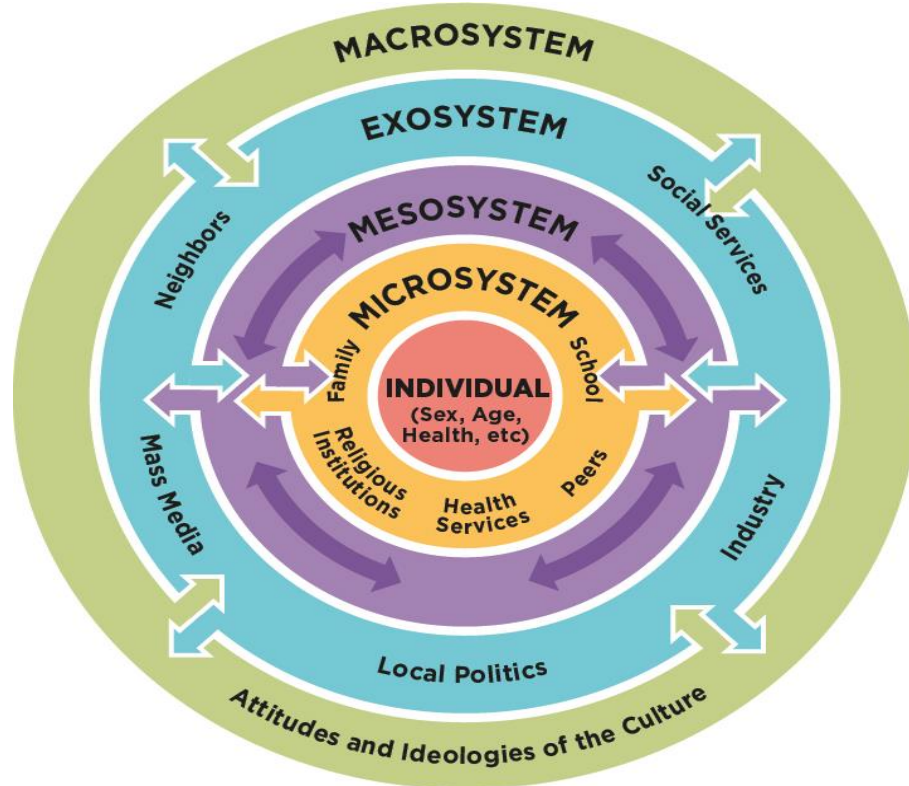 MACROSYSTEM
EXOSYSTEM
MESOSYSTEM
MICROSYSTEM
Neighbors
Social Services
Family
School
INDIVIDUAL
(Sex, Age,
Health, etc)
Religious
Institutions
Health
Services
Peers
Mass Media
Industry
Local Politics
Attitudes and Ideologies of the Culture